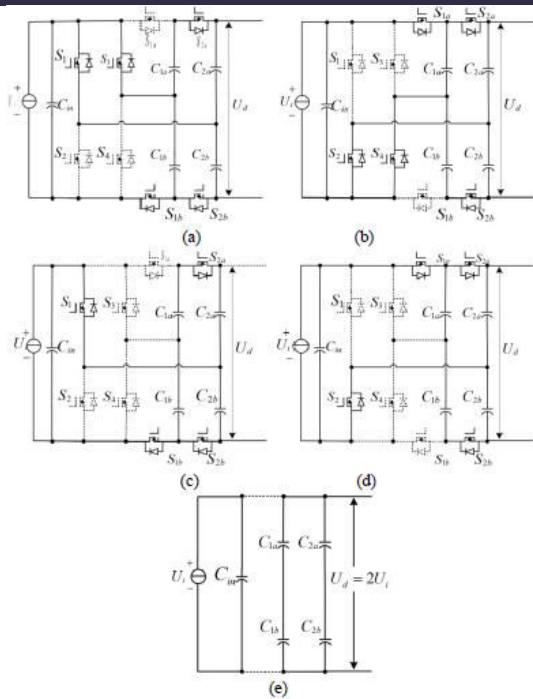 S1a S2a
S1 S3 C1a C2a
Cin Ud
S2 S4 C1b C2b
S1b S2b
(a)
S1a S2a
S1 S3 C1a C2a
Ui Cin Ud
S2 S4 C1b C2b
S1b S2b
(b)
S2a
S1 S3 C1a C2a
U Cin Ud
S2 S4 C1b C2b
S1b S2b
(c)
S2a
S1 S3 C1a C2a
Ui Cin Ud
S2 S4 C1b C2b
S1b S2b
(d)
C1a C2a
Ui Cin Ud = 2Ui
C1b C2b
(e)